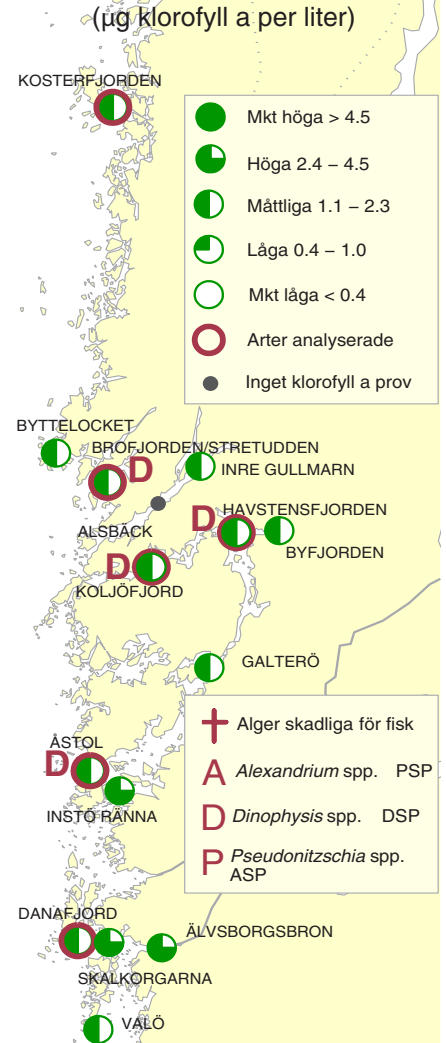 (µg klorofyll a per liter)
KOSTERFJORDEN
Mkt höga > 4.5
Höga 2.4 – 4.5
Måttliga 1.1 – 2.3
Låga 0.4 – 1.0
Mkt låga < 0.4
Arter analyserade
Inget klorofyll a prov
BYTTELOCKET
BROFJORDEN/STRETUDDEN
D
INRE GULLMARN
ALSBÄCK
HAVSTENSFJORDEN
D
BYFJORDEN
D
KOLJÖFJORD
GALTERÖ
ÅSTOL
D
INSTÖ RÄNNA
Alger skadliga för fisk
A Alexandrium spp. PSP
D Dinophysis spp. DSP
P Pseudonitzschia spp.
ASP
DANAFJORD
ÄLVSBORGSBRON
SKALKORGARNA
VALÖ